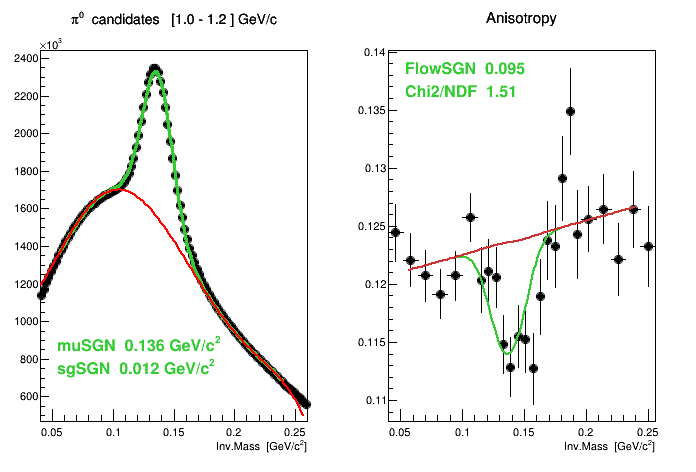 π⁰ candidates [1.0 - 1.2 ] GeV/c
×10³
2400
2200
2000
1800
1600
1400
1200
1000
800
600
muSGN 0.136 GeV/c²
sgSGN 0.012 GeV/c²
0.05 0.1 0.15 0.2 0.25
Inv.Mass [GeV/c²]
Anisotropy
0.14
0.135
0.13
0.125
0.12
0.115
0.11
FlowSGN 0.095
Chi2/NDF 1.51
0.05 0.1 0.15 0.2 0.25
Inv.Mass [GeV/c²]